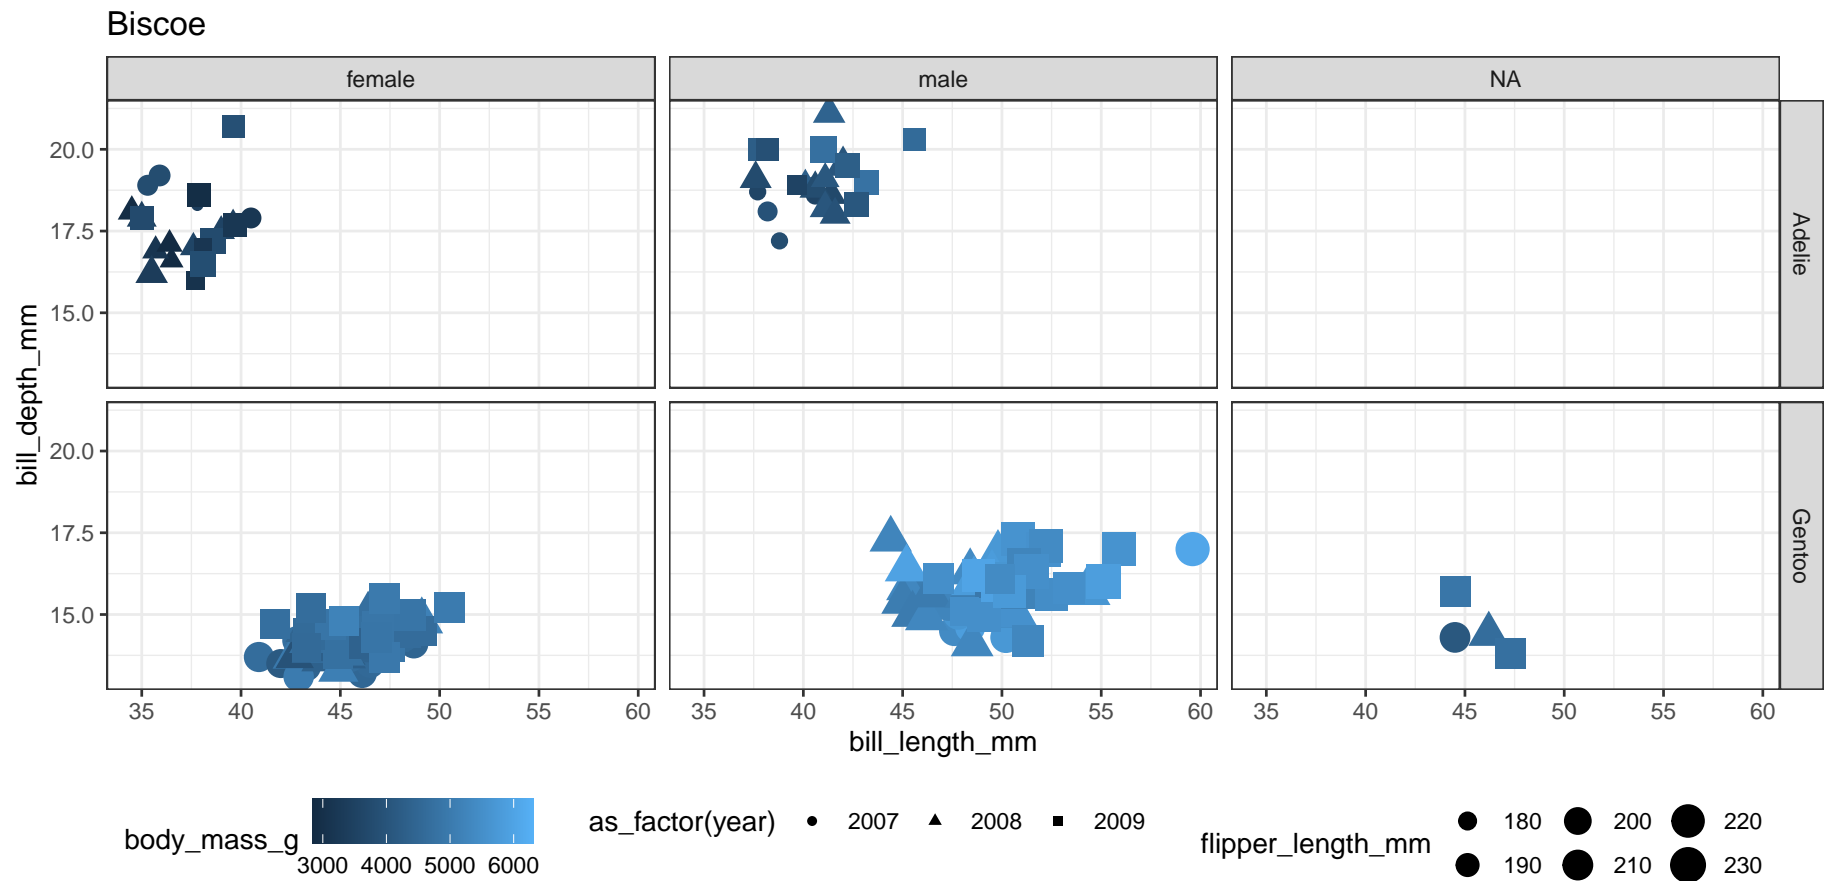 Biscoe
female male NA
20.0
17.5
15.0
Adelie
bill_depth_mm
20.0
17.5
15.0
Gentoo
35 40 45 50 55 60 35 40 45 50 55 60 35 40 45 50 55 60
bill_length_mm
body_mass_g 3000 4000 5000 6000
as_factor(year) 2007 2008 2009
flipper_length_mm 180 200 220
190 210 230